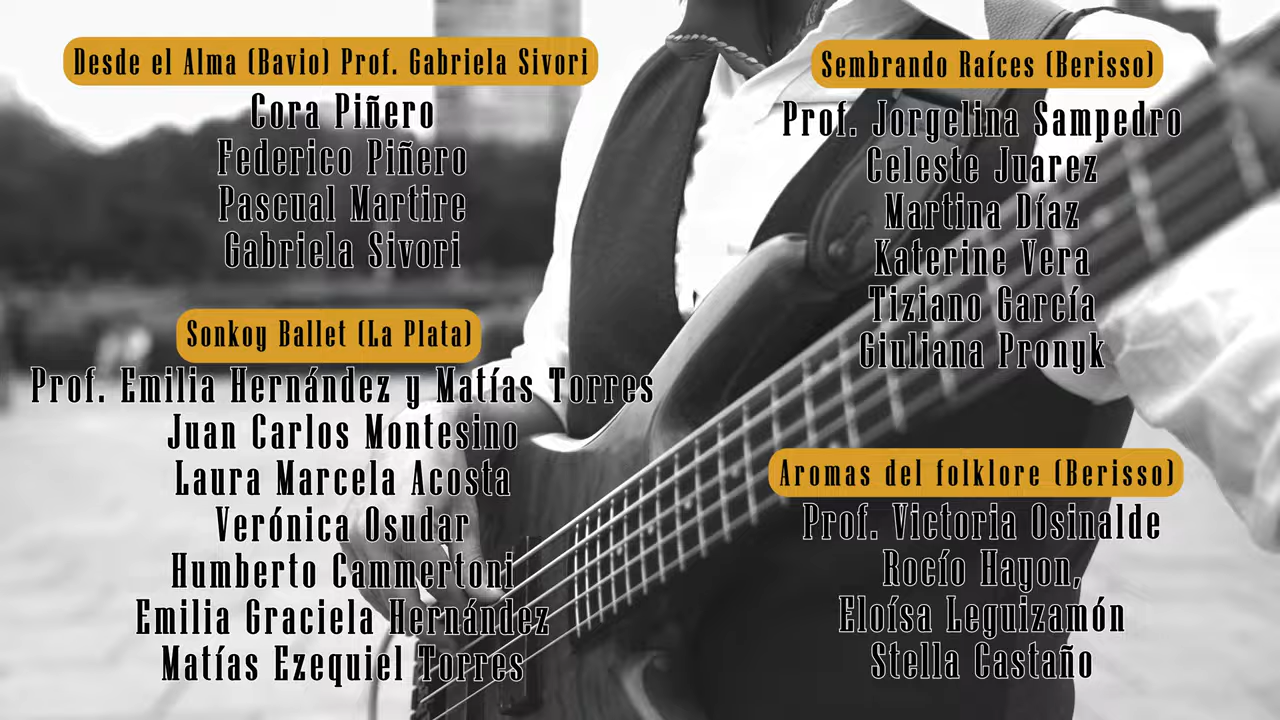 Desde el Alma (Bavio) Prof. Gabriela Sivori
Cora Piñero
Federico Piñero
Pascual Martire
Gabriela Sivori
Sonkoy Ballet (La Plata)
Prof. Emilia Hernández y Matías Torres
Juan Carlos Montesino
Laura Marcela Acosta
Verónica Osudar
Humberto Cammertoni
Emilia Graciela Hernández
Matías Ezequiel Torres
Sembrando Raíces (Berisso)
Prof. Jorgelina Sampedro
Celeste Juarez
Martina Díaz
Katerine Vera
Tiziano García
Giuliana Pronyk
Aromas del folklore (Berisso)
Prof. Victoria Osinalde
Rocío Hayon,
Eloísa Leguizamón
Stella Castaño